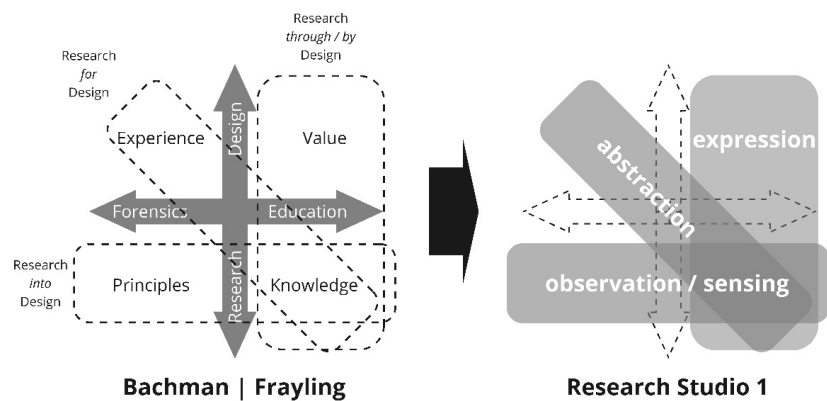 Research
through / by
Design
Research
for
Design
Experience
Design
Value
Forensics
Education
Research
into
Design
Principles
Research
Knowledge
Bachman | Frayling
expression
abstraction
observation / sensing
Research Studio 1